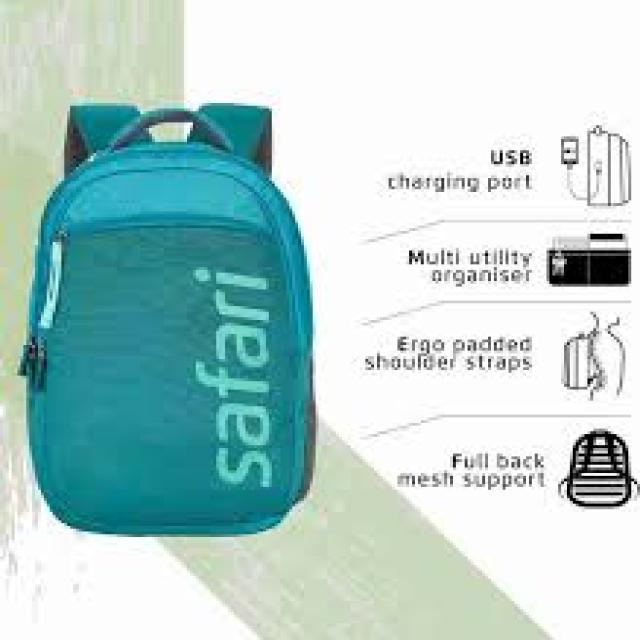 safari
USB
charging port
Multi utility
organiser
Ergo padded
shoulder straps
Full back
mesh support